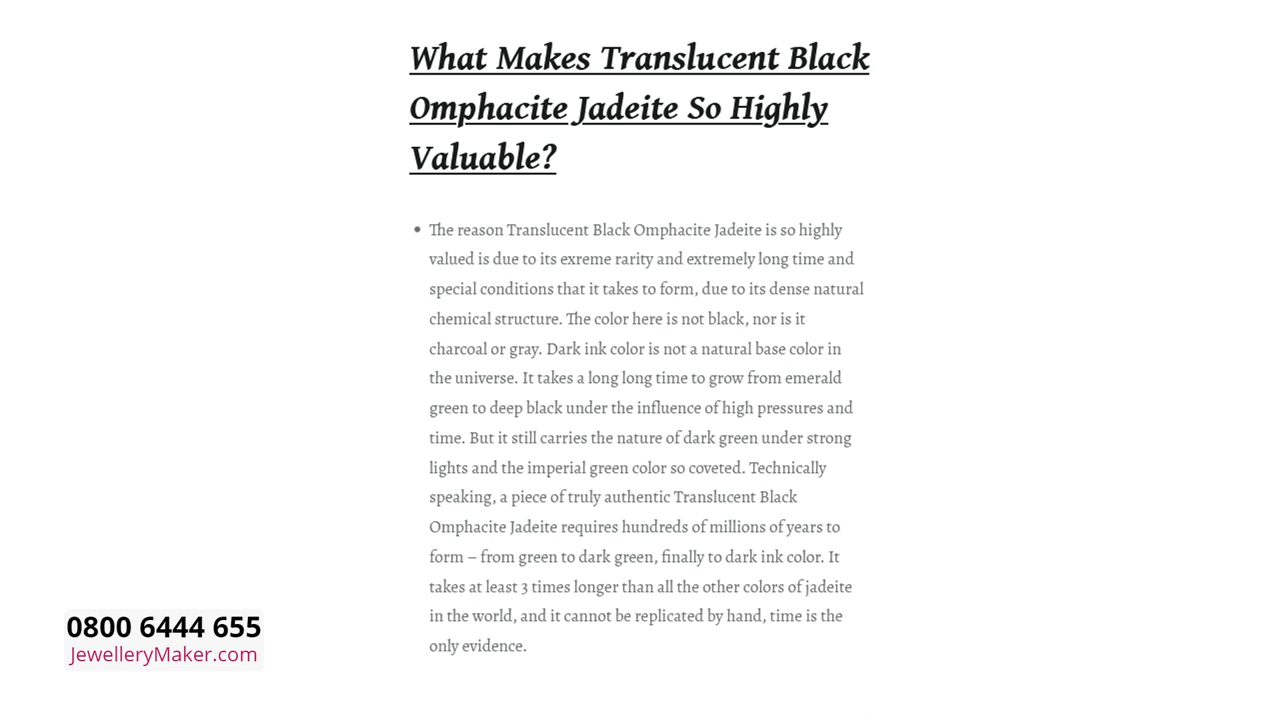 What Makes Translucent Black
Omphacite Jadeite So Highly
Valuable?
• The reason Translucent Black Omphacite Jadeite is so highly
valued is due to its exreme rarity and extremely long time and
special conditions that it takes to form, due to its dense natural
chemical structure. The color here is not black, nor is it
charcoal or gray. Dark ink color is not a natural base color in
the universe. It takes a long long time to grow from emerald
green to deep black under the influence of high pressures and
time. But it still carries the nature of dark green under strong
lights and the imperial green color so coveted. Technically
speaking, a piece of truly authentic Translucent Black
Omphacite Jadeite requires hundreds of millions of years to
form – from green to dark green, finally to dark ink color. It
takes at least 3 times longer than all the other colors of jadeite
in the world, and it cannot be replicated by hand, time is the
only evidence.
0800 6444 655
JewelleryMaker.com